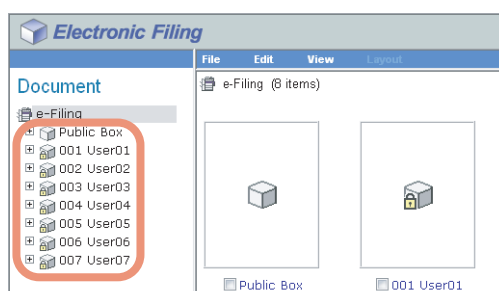 Electronic Filing
File Edit View Layout
Document
e-Filing (8 items)
e-Filing
Public Box
001 User01
002 User02
003 User03
004 User04
005 User05
006 User06
007 User07
Public Box
001 User01